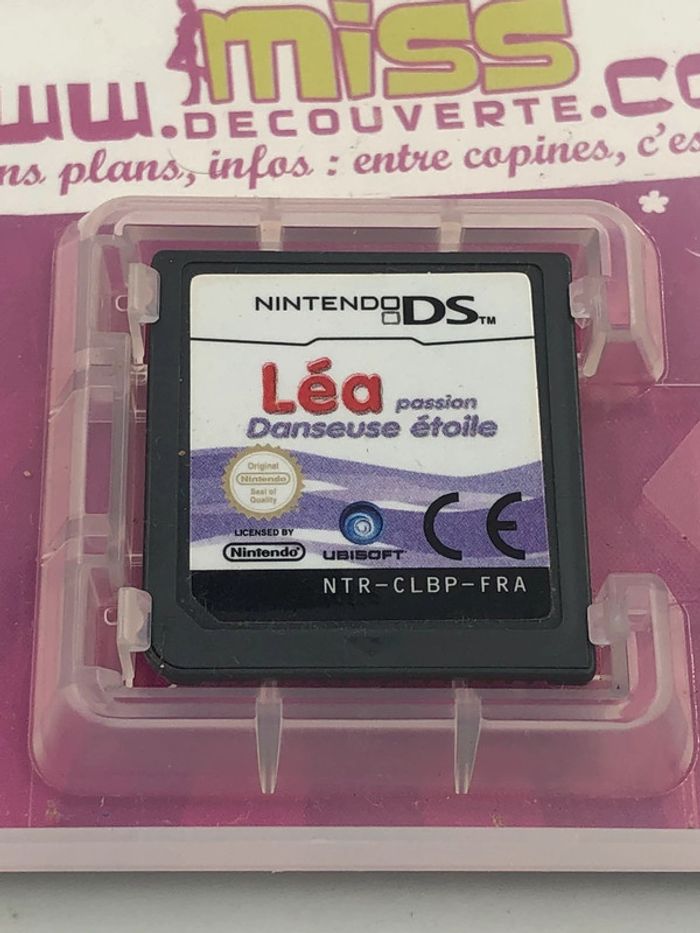 miss
www.DECOUVERTE.co
ns plans, infos : entre copines, c'es
NINTENDO DS TM
Léa passion
Danseuse étoile
Original
Nintendo
Seal of
Quality
LICENSED BY
Nintendo
UBISOFT
CE
NTR-CLBP-FRA